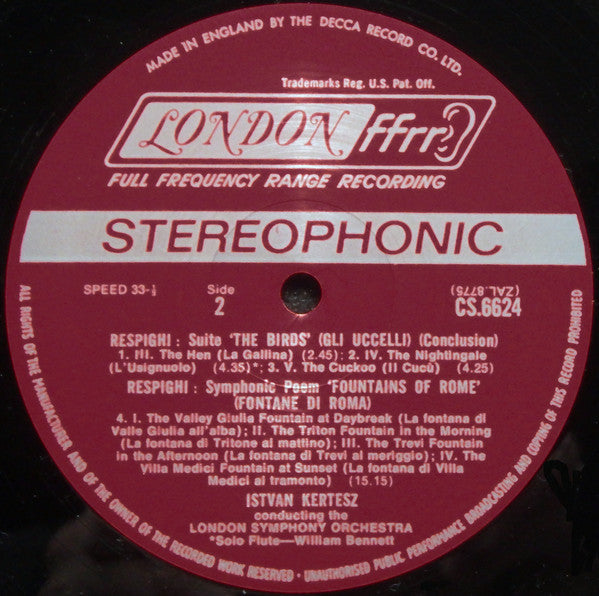 MADE IN ENGLAND BY THE DECCA RECORD CO. LTD.
Trademarks Reg. U.S. Pat. Off.
LONDON ffrr
FULL FREQUENCY RANGE RECORDING
STEREOPHONIC
SPEED 33-⅓
Side
2
(ZAL.8775)
CS.6624
RESPIGHI : Suite 'THE BIRDS' (GLI UCCELLI) (Conclusion)
1. III. The Hen (La Gallina) (2.45); 2. IV. The Nightingale
(L'Usignuolo) (4.35)*; 3. V. The Cuckoo (Il Cucù) (4.25)
RESPIGHI : Symphonic Poem 'FOUNTAINS OF ROME'
(FONTANE DI ROMA)
4. I. The Valley Giulia Fountain at Daybreak (La fontana di
Valle Giulia all'alba); II. The Triton Fountain in the Morning
(La fontana di Tritone al mattino); III. The Trevi Fountain
in the Afternoon (La fontana di Trevi al meriggio); IV. The
Villa Medici Fountain at Sunset (La fontana di Villa
Medici al tramonto) (15.15)
ISTVAN KERTESZ
conducting the
LONDON SYMPHONY ORCHESTRA
*Solo Flute—William Bennett
ALL RIGHTS OF THE MANUFACTURER AND OF THE OWNER OF THE RECORDED WORK RESERVED · UNAUTHORISED PUBLIC PERFORMANCE BROADCASTING AND COPYING OF THIS RECORD PROHIBITED